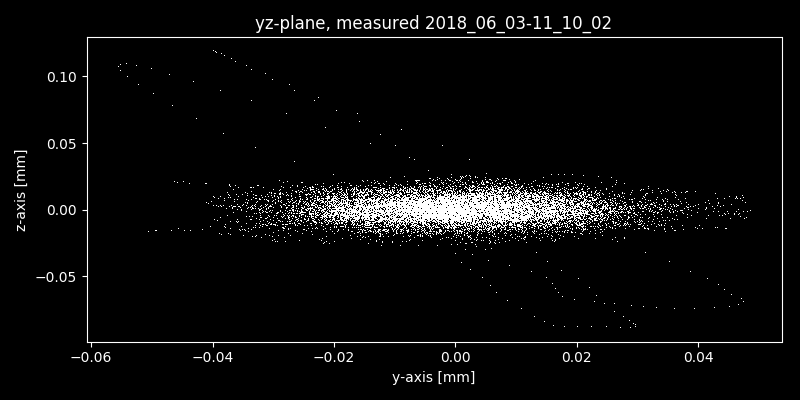 yz-plane, measured 2018_06_03-11_10_02
z-axis [mm]
0.10
0.05
0.00
−0.05
−0.06 −0.04 −0.02 0.00 0.02 0.04
y-axis [mm]